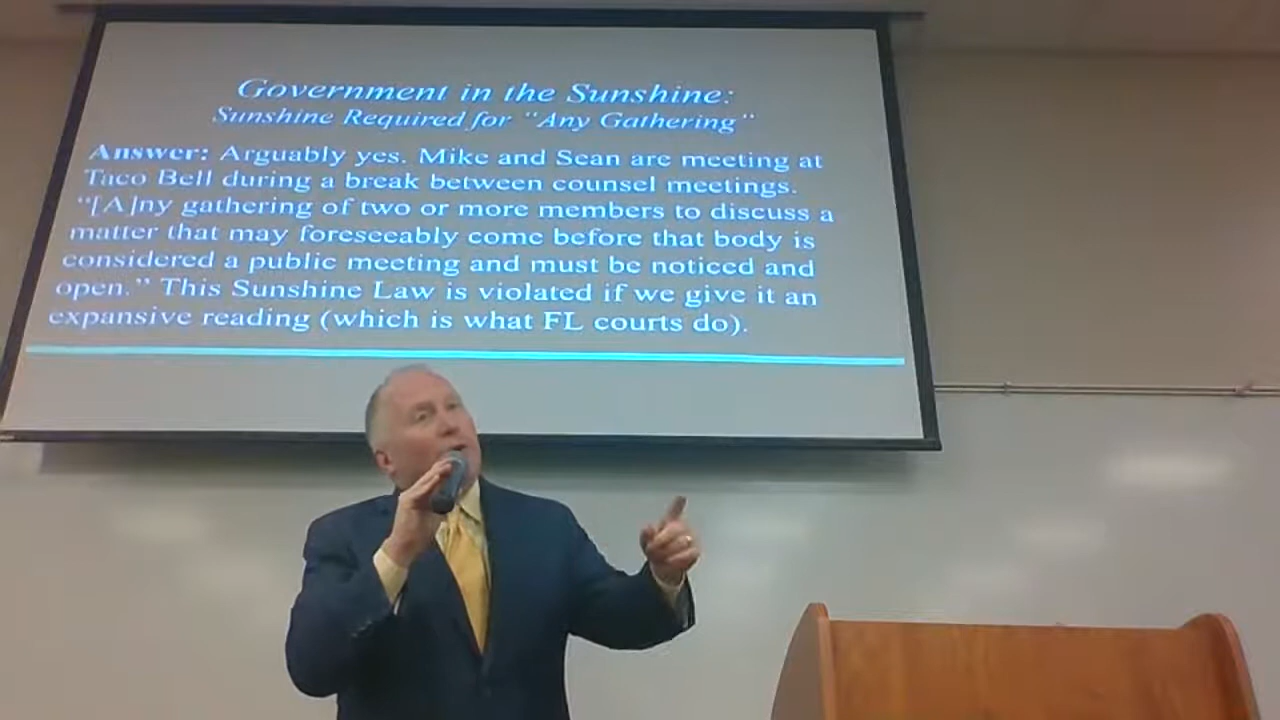 Government in the Sunshine:
Sunshine Required for "Any Gathering"
Answer: Arguably yes. Mike and Sean are meeting at
Taco Bell during a break between counsel meetings.
"[A]ny gathering of two or more members to discuss a
matter that may foreseeably come before that body is
considered a public meeting and must be noticed and
open." This Sunshine Law is violated if we give it an
expansive reading (which is what FL courts do).